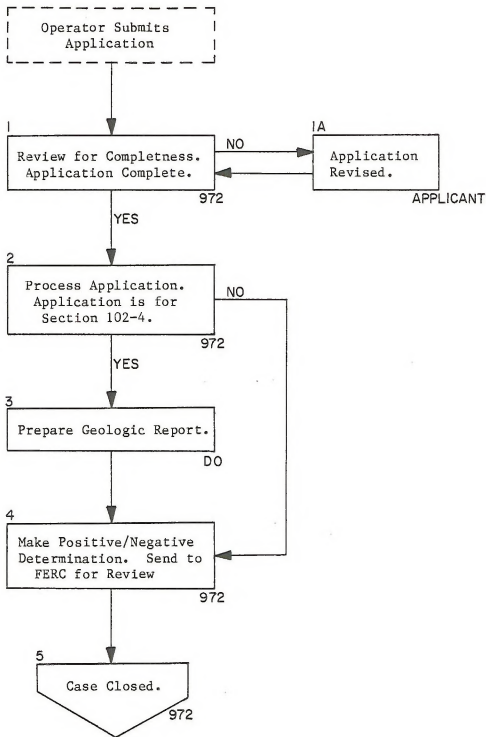 Operator Submits
Application
1
1A
Review for Completness.
Application Complete.
NO
Application
Revised.
972
APPLICANT
YES
2
Process Application.
Application is for
Section 102-4.
NO
972
YES
3
Prepare Geologic Report.
DO
4
Make Positive/Negative
Determination. Send to
FERC for Review
972
5
Case Closed.
972